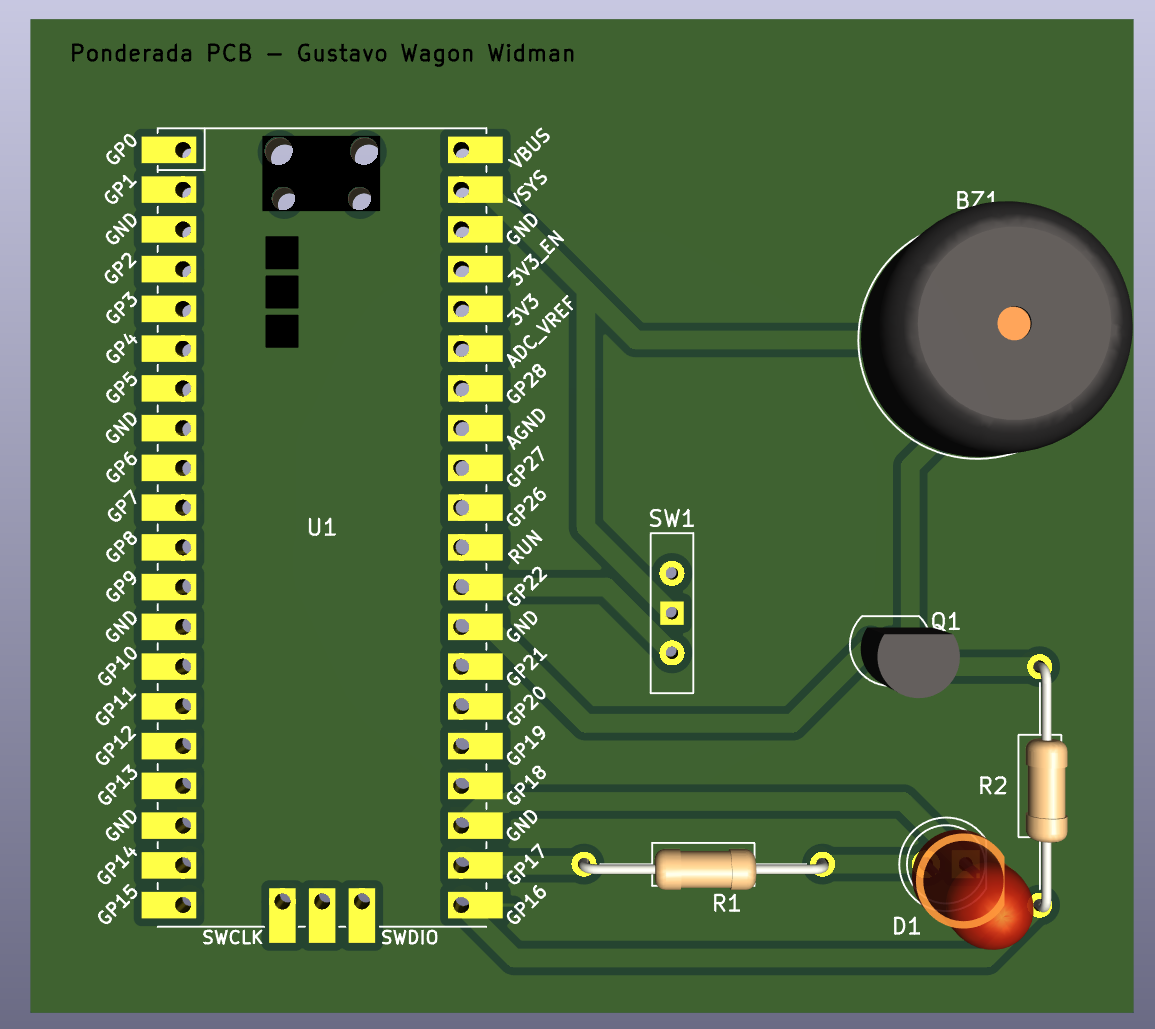 Ponderada PCB – Gustavo Wagon Widman
GP0
GP1
GND
GP2
GP3
GP4
GP5
GND
GP6
GP7
GP8
GP9
GND
GP10
GP11
GP12
GP13
GND
GP14
GP15
U1
SWCLK
SWDIO
VBUS
VSYS
GND
3V3_EN
3V3
ADC_VREF
GP28
AGND
GP27
GP26
RUN
GP22
GND
GP21
GP20
GP19
GP18
GND
GP17
GP16
BZ1
SW1
Q1
R2
R1
D1